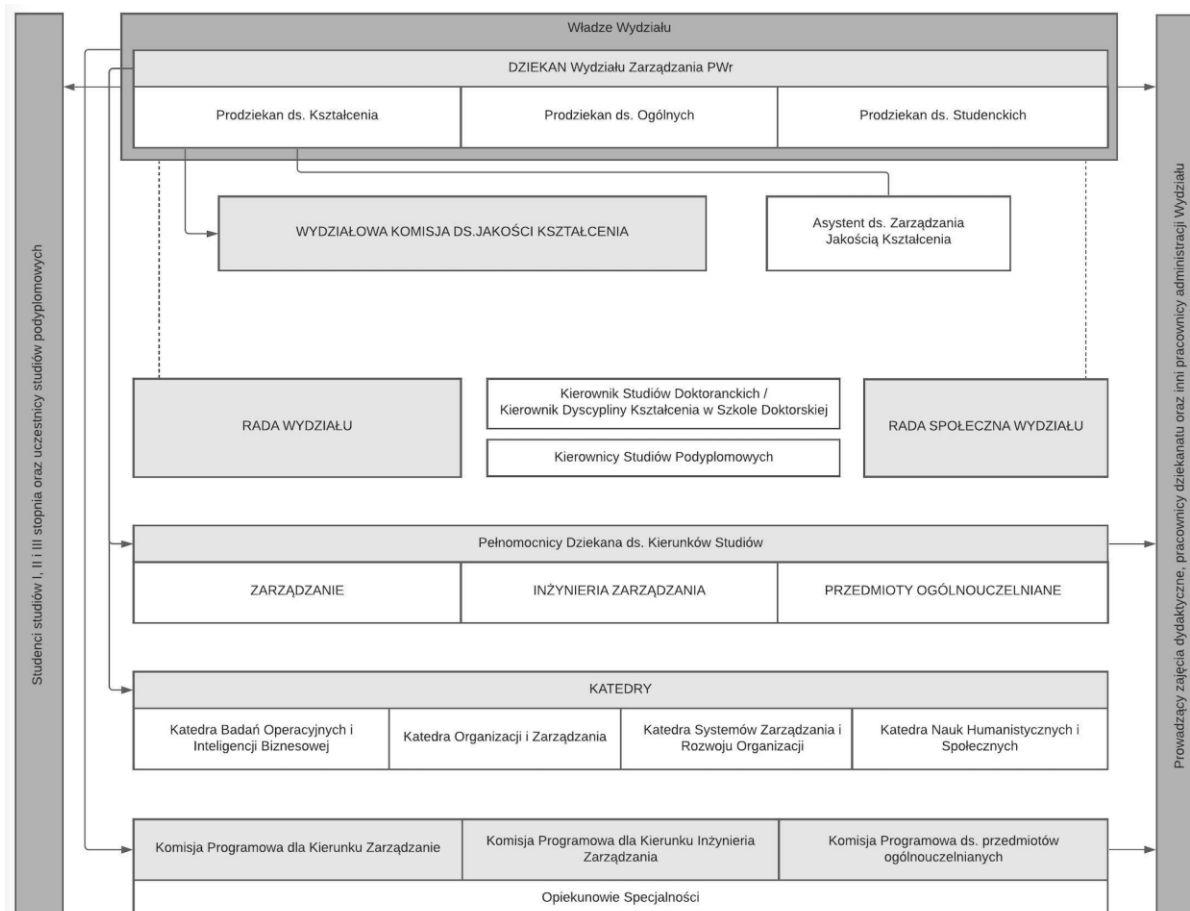 Władze Wydziału
DZIEKAN Wydziału Zarządzania PWr
Prodziekan ds. Kształcenia
Prodziekan ds. Ogólnych
Prodziekan ds. Studenckich
WYDZIAŁOWA KOMISJA DS.JAKOŚCI KSZTAŁCENIA
Asystent ds. Zarządzania
Jakością Kształcenia
Studenci studiów I, II i III stopnia oraz uczestnicy studiów podyplomowych
Prowadzący zajęcia dydaktyczne, pracownicy dziekanatu oraz inni pracownicy administracji Wydziału
RADA WYDZIAŁU
Kierownik Studiów Doktoranckich /
Kierownik Dyscypliny Kształcenia w Szkole Doktorskiej
Kierownicy Studiów Podyplomowych
RADA SPOŁECZNA WYDZIAŁU
Pełnomocnicy Dziekana ds. Kierunków Studiów
ZARZĄDZANIE
INŻYNIERIA ZARZĄDZANIA
PRZEDMIOTY OGÓLNOUCZELNIANE
KATEDRY
Katedra Badań Operacyjnych i
Inteligencji Biznesowej
Katedra Organizacji i Zarządzania
Katedra Systemów Zarządzania i
Rozwoju Organizacji
Katedra Nauk Humanistycznych i
Społecznych
Komisja Programowa dla Kierunku Zarządzanie
Komisja Programowa dla Kierunku Inżynieria
Zarządzania
Komisja Programowa ds. przedmiotów
ogólnouczelnianych
Opiekunowie Specjalności